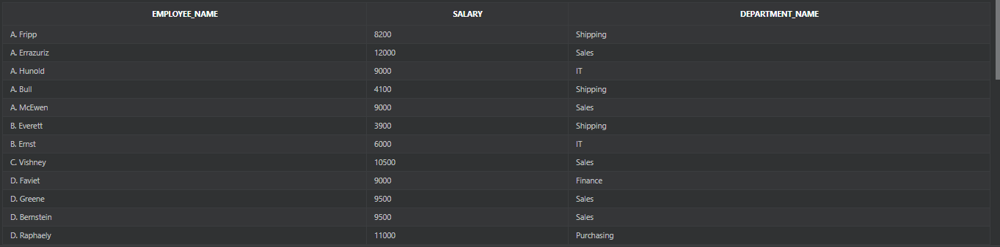 EMPLOYEE_NAME SALARY DEPARTMENT_NAME
A. Fripp 8200 Shipping
A. Errazuriz 12000 Sales
A. Hunold 9000 IT
A. Bull 4100 Shipping
A. McEwen 9000 Sales
B. Everett 3900 Shipping
B. Ernst 6000 IT
C. Vishney 10500 Sales
D. Faviet 9000 Finance
D. Greene 9500 Sales
D. Bernstein 9500 Sales
D. Raphaely 11000 Purchasing